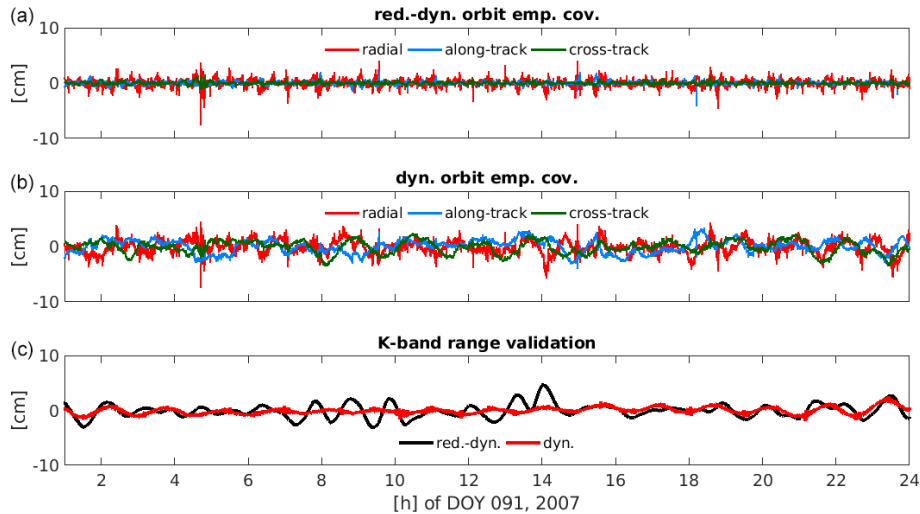 (a)
red.-dyn. orbit emp. cov.
10
[cm]
0
-10
radial along-track cross-track
(b)
dyn. orbit emp. cov.
10
[cm]
0
-10
radial along-track cross-track
(c)
K-band range validation
10
[cm]
0
-10
red.-dyn. dyn.
2 4 6 8 10 12 14 16 18 20 22 24
[h] of DOY 091, 2007